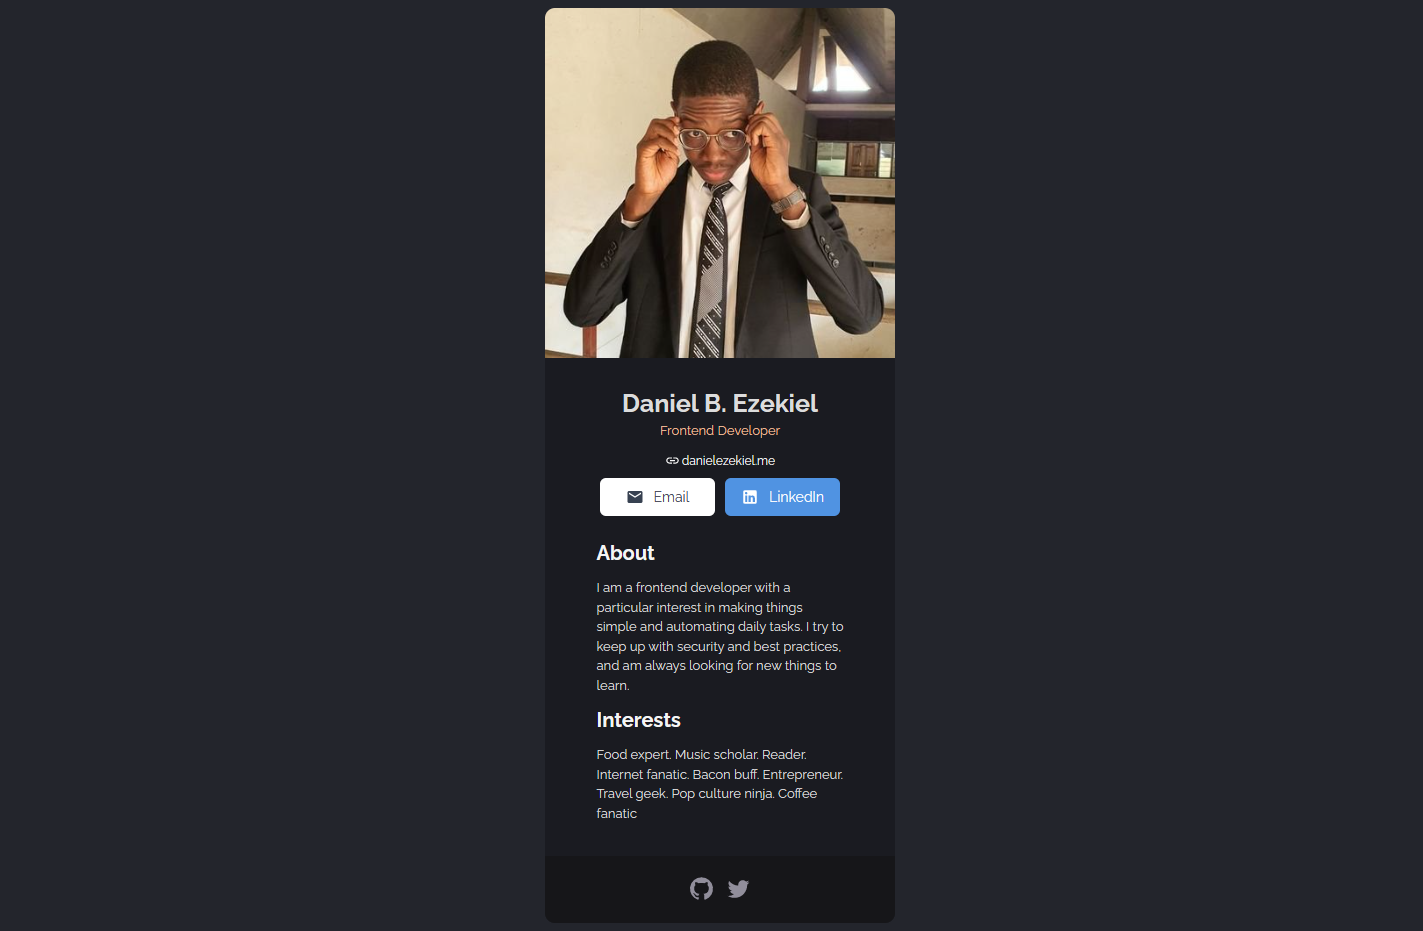 Daniel B. Ezekiel
Frontend Developer
danielezekiel.me
Email
LinkedIn
About
I am a frontend developer with a
particular interest in making things
simple and automating daily tasks. I try to
keep up with security and best practices,
and am always looking for new things to
learn.
Interests
Food expert. Music scholar. Reader.
Internet fanatic. Bacon buff. Entrepreneur.
Travel geek. Pop culture ninja. Coffee
fanatic